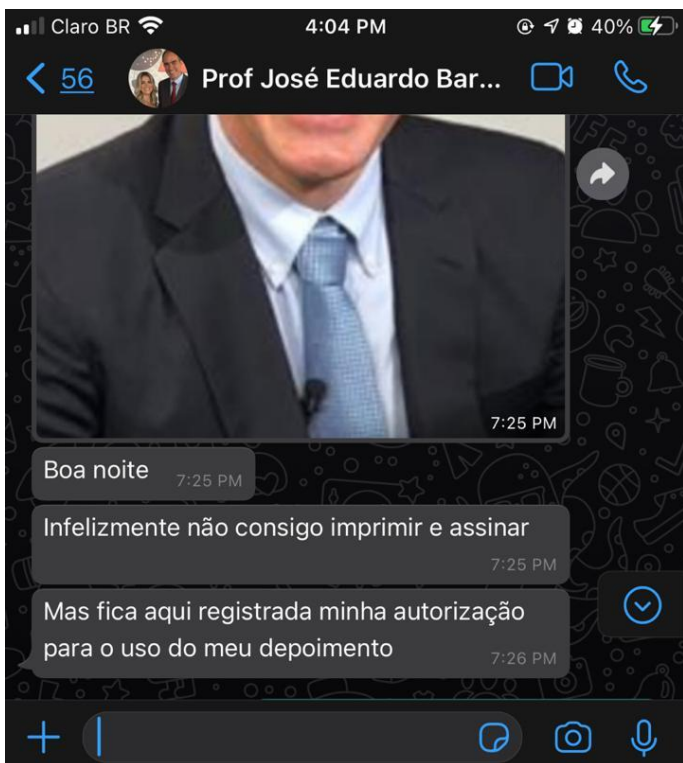 Claro BR 4:04 PM 40%
56 Prof José Eduardo Bar...
7:25 PM
Boa noite 7:25 PM
Infelizmente não consigo imprimir e assinar
7:25 PM
Mas fica aqui registrada minha autorização
para o uso do meu depoimento 7:26 PM